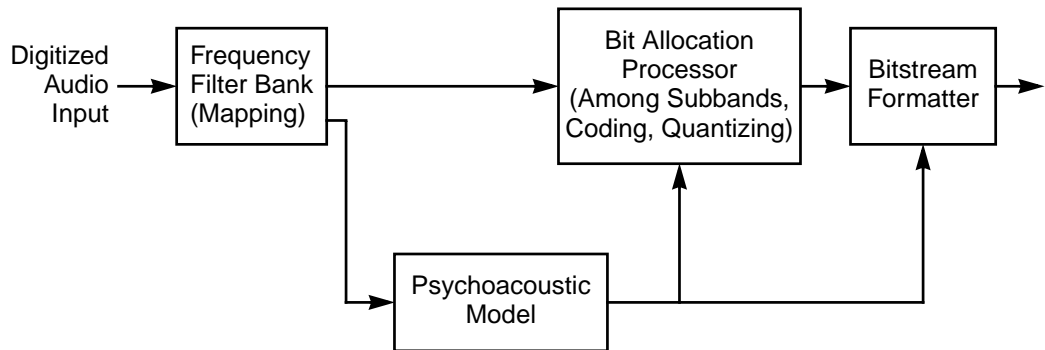 Digitized
Audio
Input
Frequency
Filter Bank
(Mapping)
Bit Allocation
Processor
(Among Subbands,
Coding, Quantizing)
Bitstream
Formatter
Psychoacoustic
Model